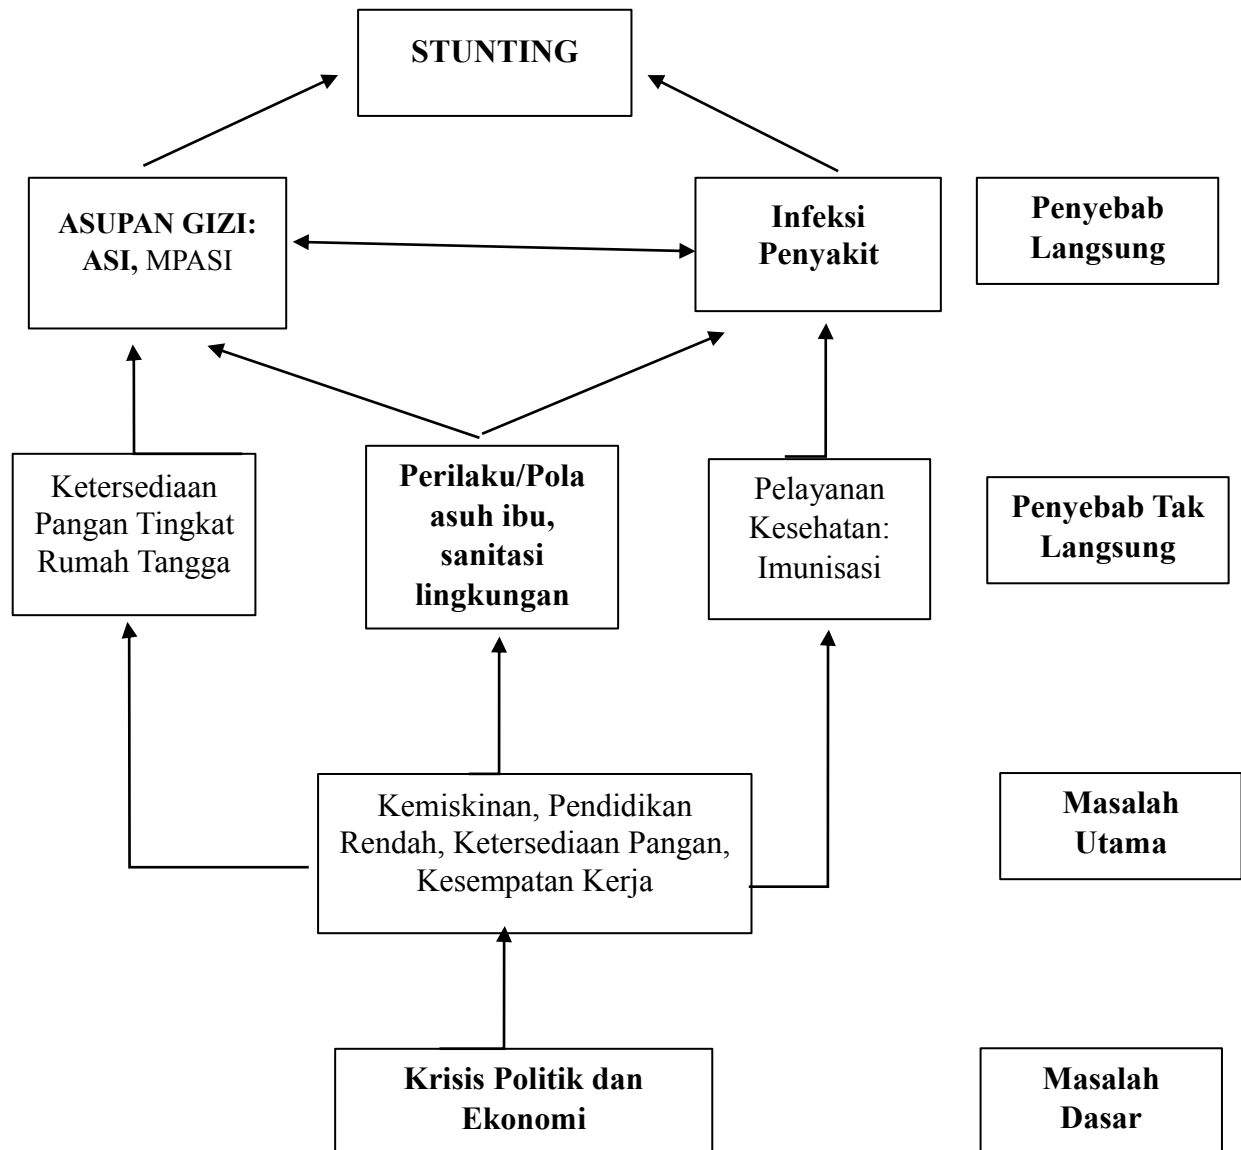 STUNTING
ASUPAN GIZI:
ASI, MPASI
Infeksi
Penyakit
Penyebab
Langsung
Ketersediaan
Pangan Tingkat
Rumah Tangga
Perilaku/Pola
asuh ibu,
sanitasi
lingkungan
Pelayanan
Kesehatan:
Imunisasi
Penyebab Tak
Langsung
Kemiskinan, Pendidikan
Rendah, Ketersediaan Pangan,
Kesempatan Kerja
Masalah
Utama
Krisis Politik dan
Ekonomi
Masalah
Dasar